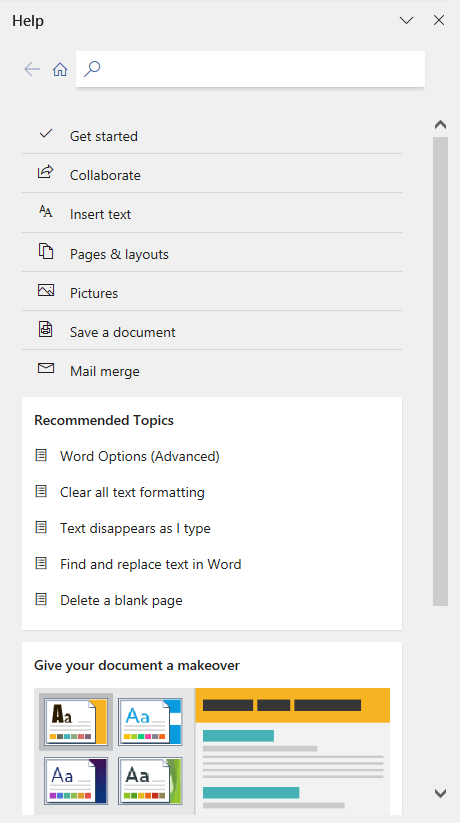 Help
Get started
Collaborate
Insert text
Pages & layouts
Pictures
Save a document
Mail merge
Recommended Topics
Word Options (Advanced)
Clear all text formatting
Text disappears as I type
Find and replace text in Word
Delete a blank page
Give your document a makeover
Aa Aa
Aa Aa